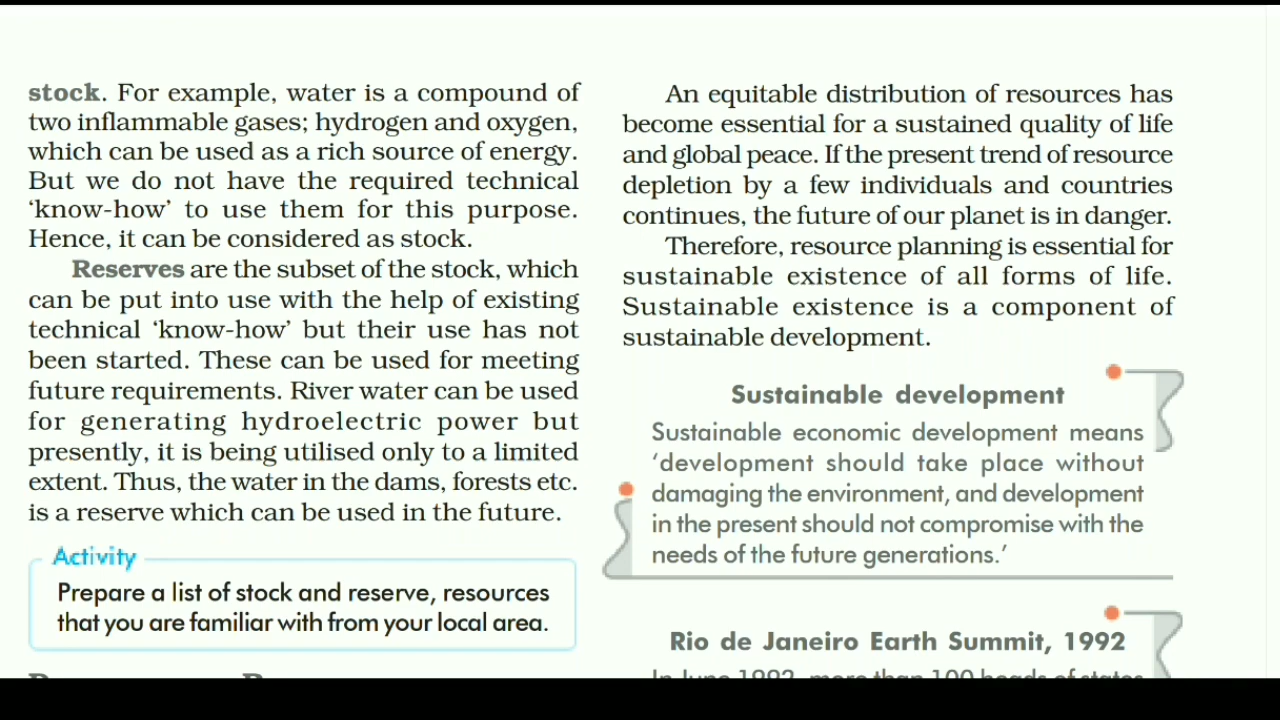 stock. For example, water is a compound of
two inflammable gases; hydrogen and oxygen,
which can be used as a rich source of energy.
But we do not have the required technical
‘know-how’ to use them for this purpose.
Hence, it can be considered as stock.
Reserves are the subset of the stock, which
can be put into use with the help of existing
technical ‘know-how’ but their use has not
been started. These can be used for meeting
future requirements. River water can be used
for generating hydroelectric power but
presently, it is being utilised only to a limited
extent. Thus, the water in the dams, forests etc.
is a reserve which can be used in the future.
Activity
Prepare a list of stock and reserve, resources
that you are familiar with from your local area.
An equitable distribution of resources has
become essential for a sustained quality of life
and global peace. If the present trend of resource
depletion by a few individuals and countries
continues, the future of our planet is in danger.
Therefore, resource planning is essential for
sustainable existence of all forms of life.
Sustainable existence is a component of
sustainable development.
Sustainable development
Sustainable economic development means
‘development should take place without
damaging the environment, and development
in the present should not compromise with the
needs of the future generations.’
Rio de Janeiro Earth Summit, 1992
In June 1992, more than 100 heads of states